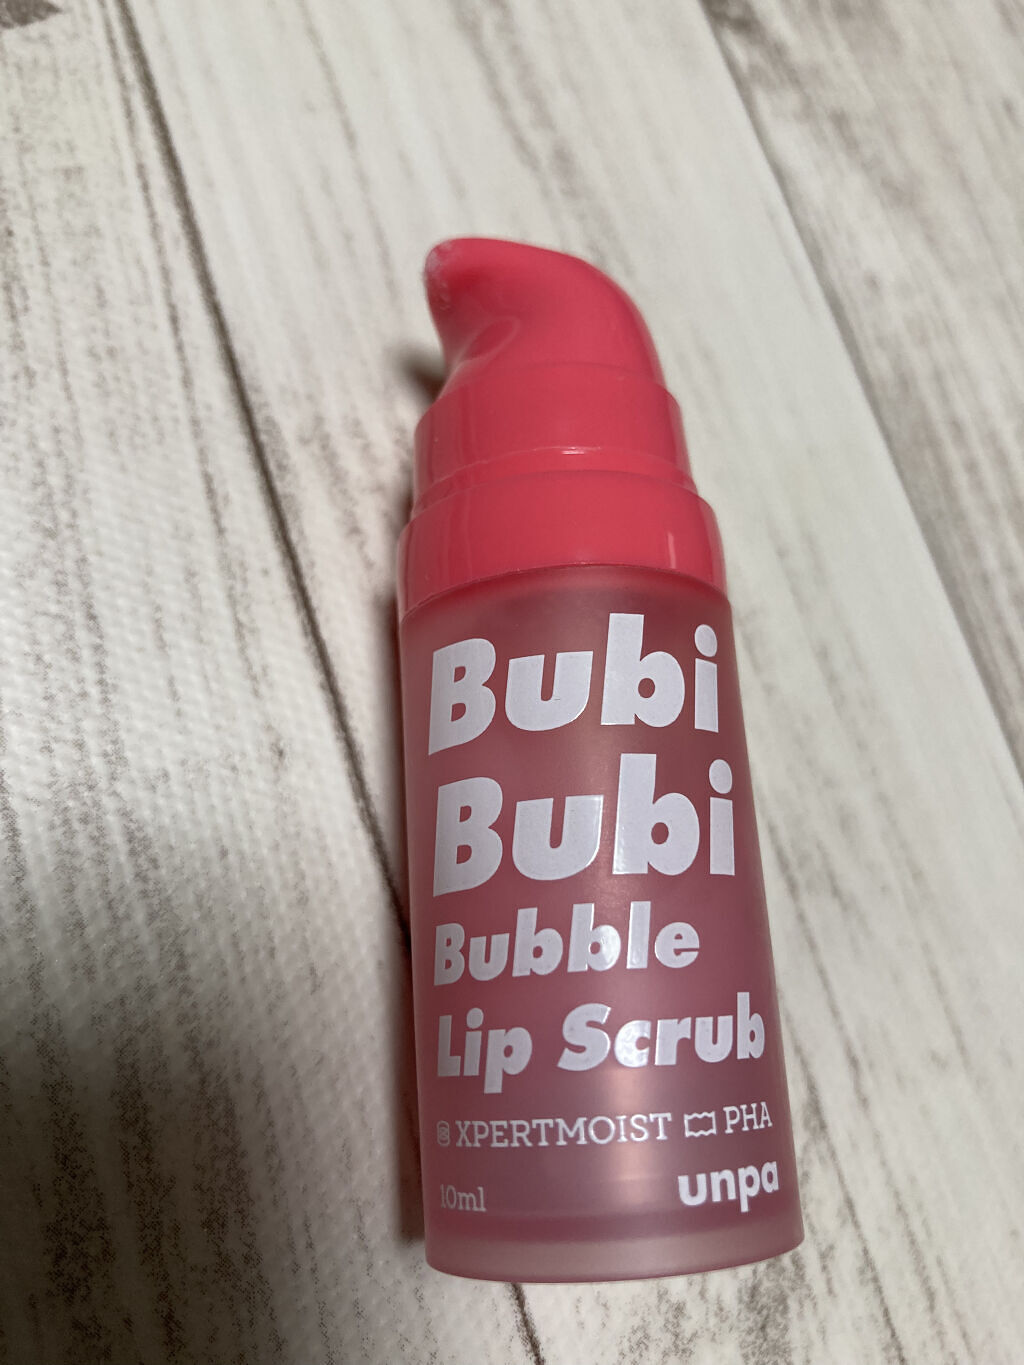 Bubi
Bubi
Bubble
Lip Scrub
XPERTMOIST PHA
10ml
unpa